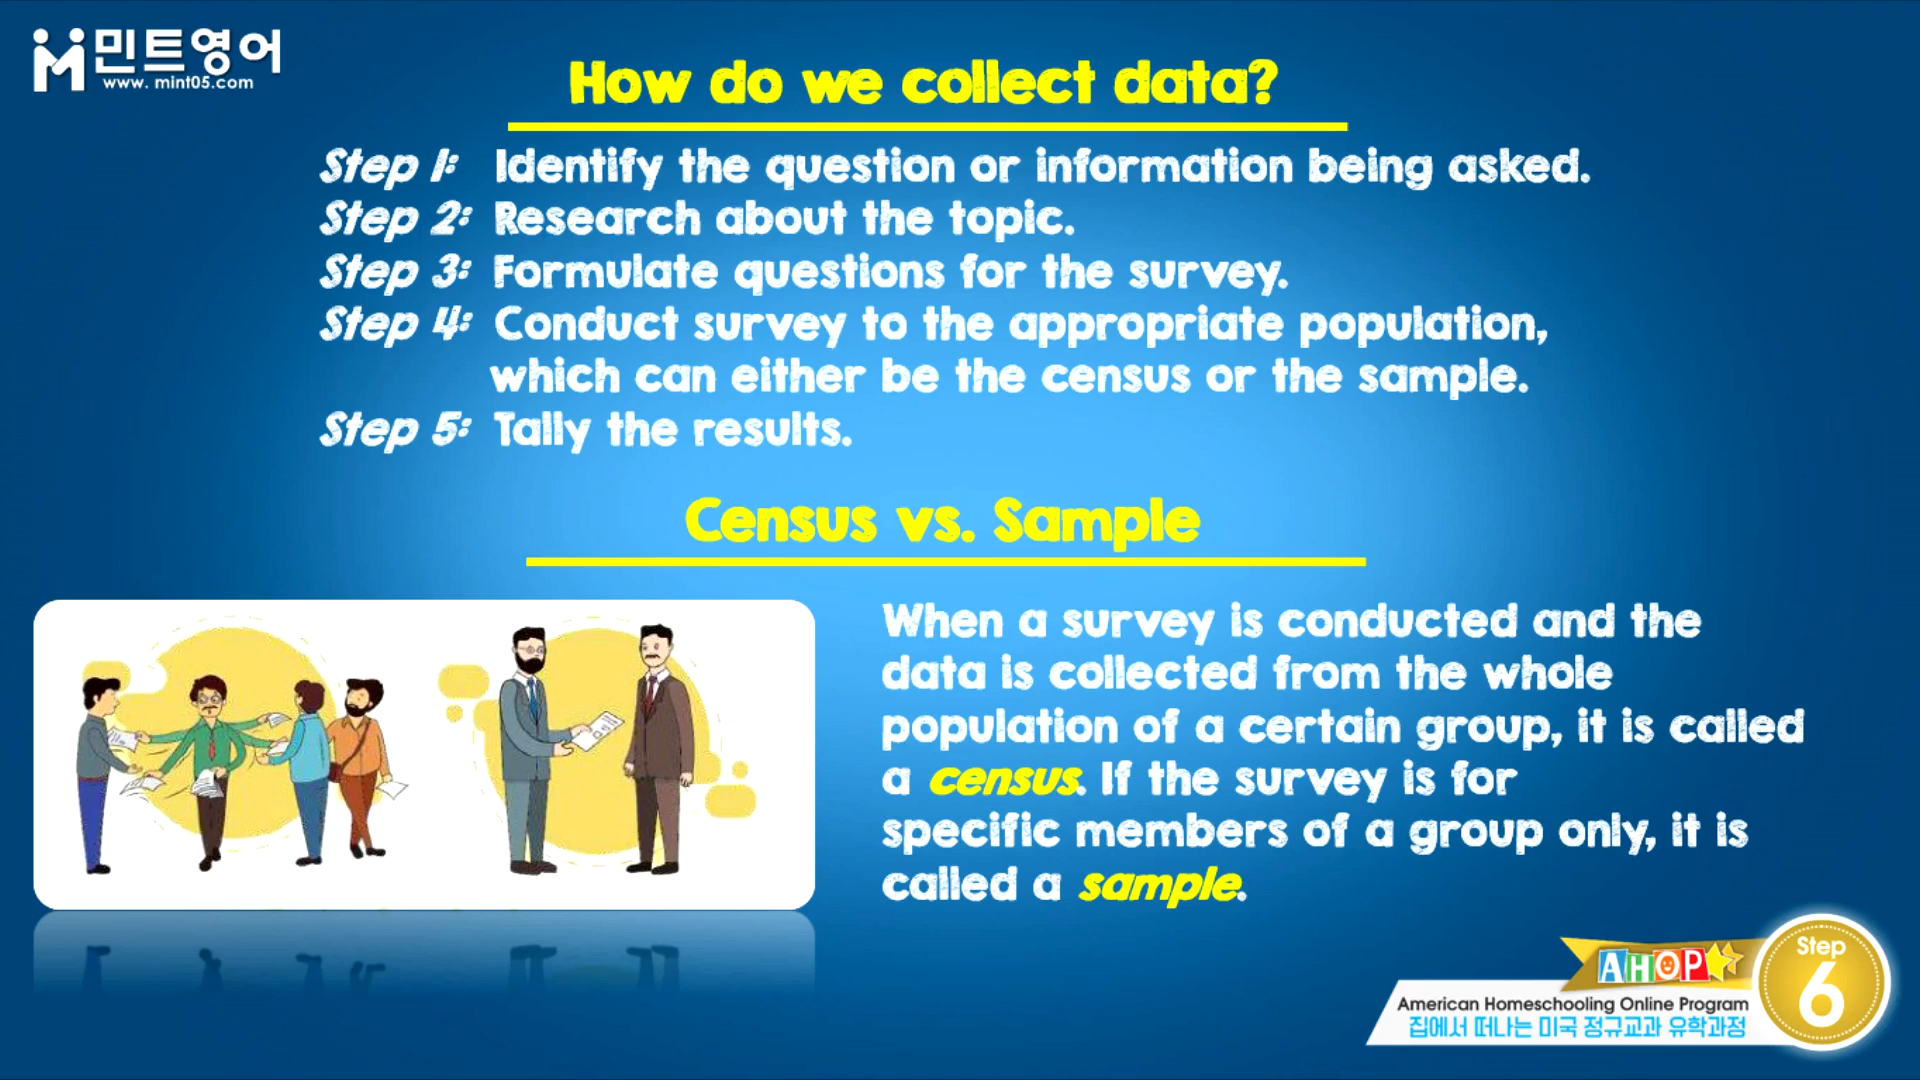 민트영어
www. mint05.com
How do we collect data?
Step 1: Identify the question or information being asked.
Step 2: Research about the topic.
Step 3: Formulate questions for the survey.
Step 4: Conduct survey to the appropriate population,
which can either be the census or the sample.
Step 5: Tally the results.
Census vs. Sample
When a survey is conducted and the
data is collected from the whole
population of a certain group, it is called
a census. If the survey is for
specific members of a group only, it is
called a sample.
AHOP
American Homeschooling Online Program
집에서 떠나는 미국 정규교과 유학과정
Step
6